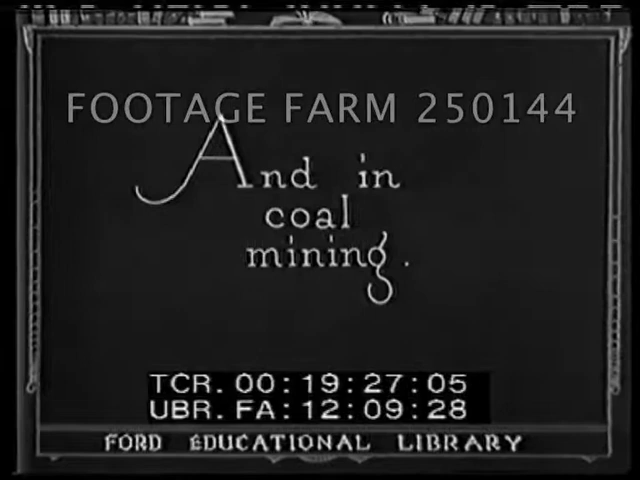 FOOTAGE FARM 250144
And in
coal
mining.
TCR. 00:19:27:05
UBR. FA:12:09:28
FORD EDUCATIONAL LIBRARY